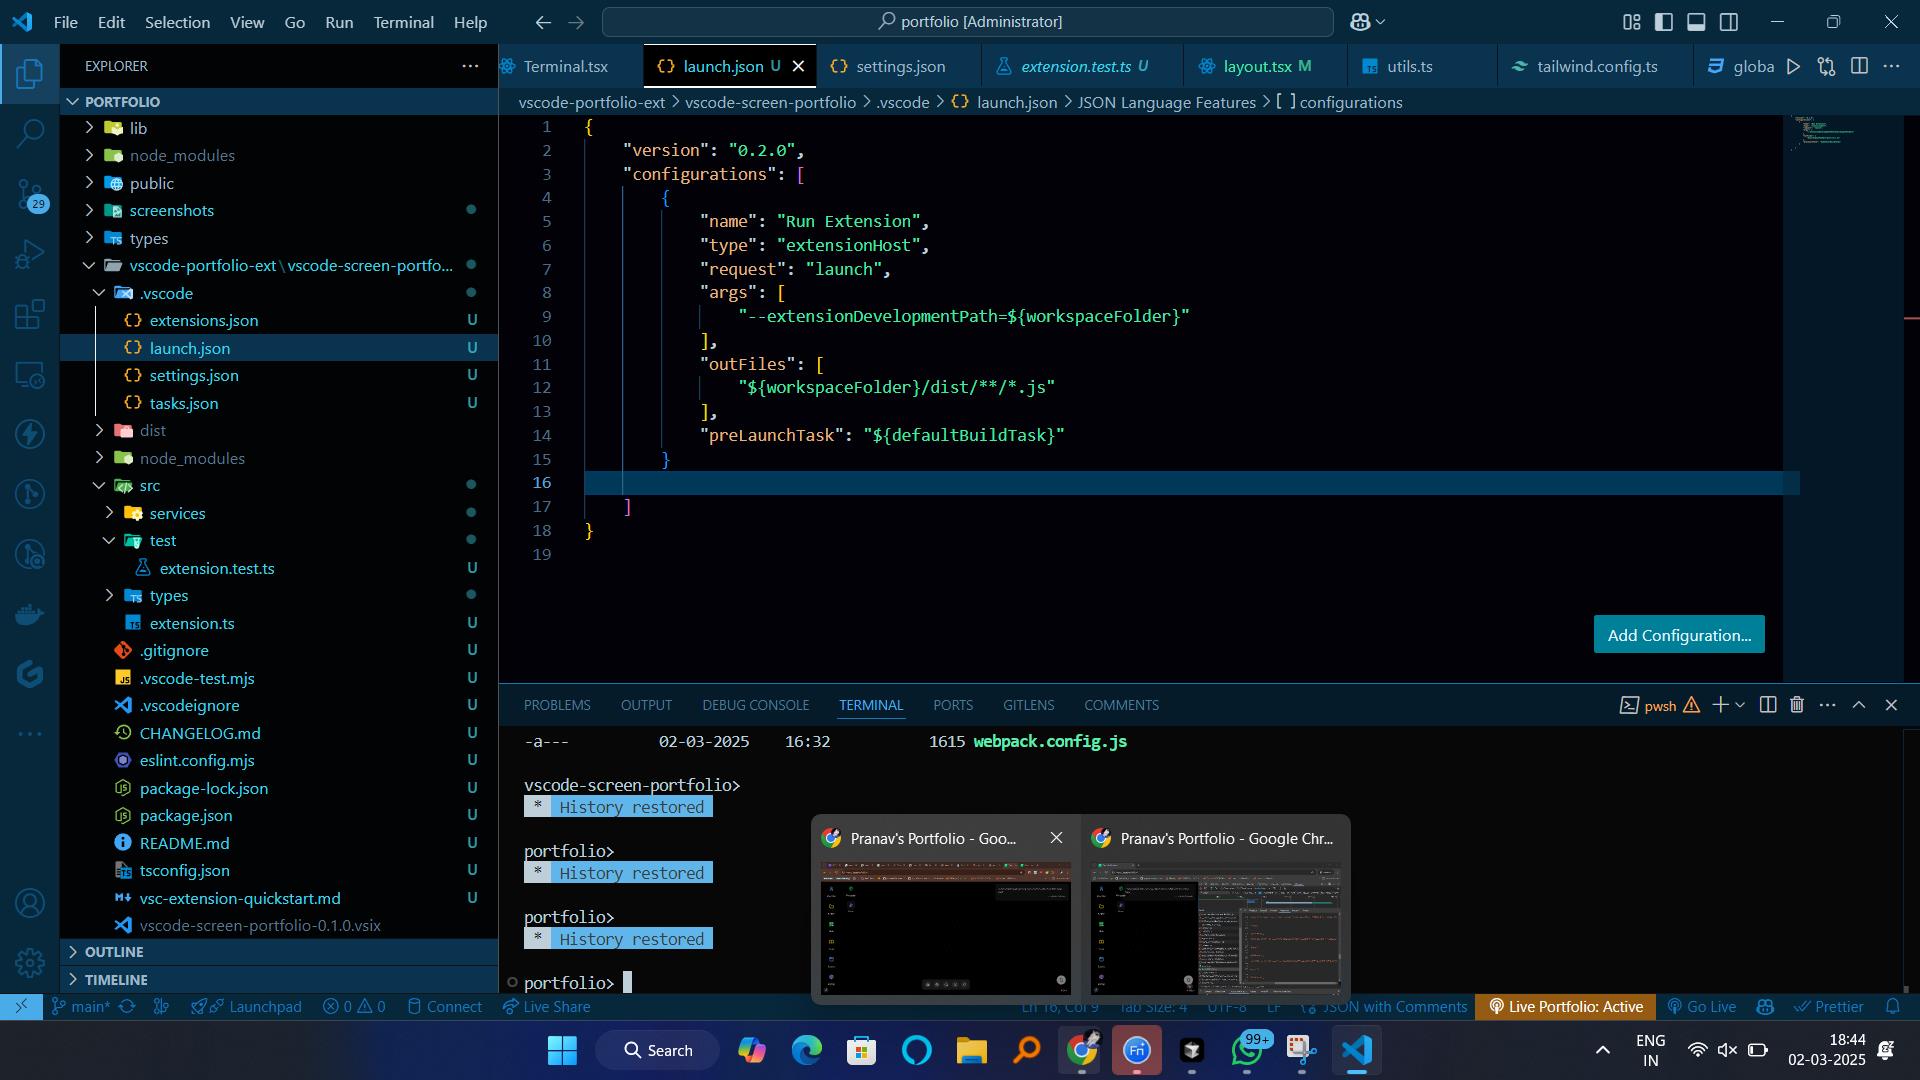 File Edit Selection View Go Run Terminal Help
portfolio [Administrator]
EXPLORER
Terminal.tsx
launch.json U
settings.json
extension.test.ts U
layout.tsx M
utils.ts
tailwind.config.ts
globa
PORTFOLIO
vscode-portfolio-ext > vscode-screen-portfolio > .vscode > {} launch.json > JSON Language Features > [ ] configurations
lib
node_modules
public
screenshots
types
vscode-portfolio-ext\vscode-screen-portfo...
.vscode
extensions.json U
launch.json U
settings.json U
tasks.json U
dist
node_modules
src
services
test
extension.test.ts U
types
extension.ts U
.gitignore U
.vscode-test.mjs U
.vscodeignore U
CHANGELOG.md U
eslint.config.mjs U
package-lock.json U
package.json U
README.md U
tsconfig.json U
vsc-extension-quickstart.md U
vscode-screen-portfolio-0.1.0.vsix
OUTLINE
TIMELINE
29
1 {
2 "version": "0.2.0",
3 "configurations": [
4 {
5 "name": "Run Extension",
6 "type": "extensionHost",
7 "request": "launch",
8 "args": [
9 "--extensionDevelopmentPath=${workspaceFolder}"
10 ],
11 "outFiles": [
12 "${workspaceFolder}/dist/**/*.js"
13 ],
14 "preLaunchTask": "${defaultBuildTask}"
15 }
16
17 ]
18 }
19
Add Configuration...
PROBLEMS OUTPUT DEBUG CONSOLE TERMINAL PORTS GITLENS COMMENTS
pwsh
-a--- 02-03-2025 16:32 1615 webpack.config.js
vscode-screen-portfolio>
* History restored
portfolio>
* History restored
portfolio>
* History restored
portfolio>
Pranav's Portfolio - Goo...
Pranav's Portfolio - Google Chr...
main* Launchpad 0 0 Connect Live Share
Ln 16, Col 9 Tab Size: 4 UTF-8 LF JSON with Comments Live Portfolio: Active Go Live Prettier
Search
Fn
99+
ENG
IN
18:44
02-03-2025